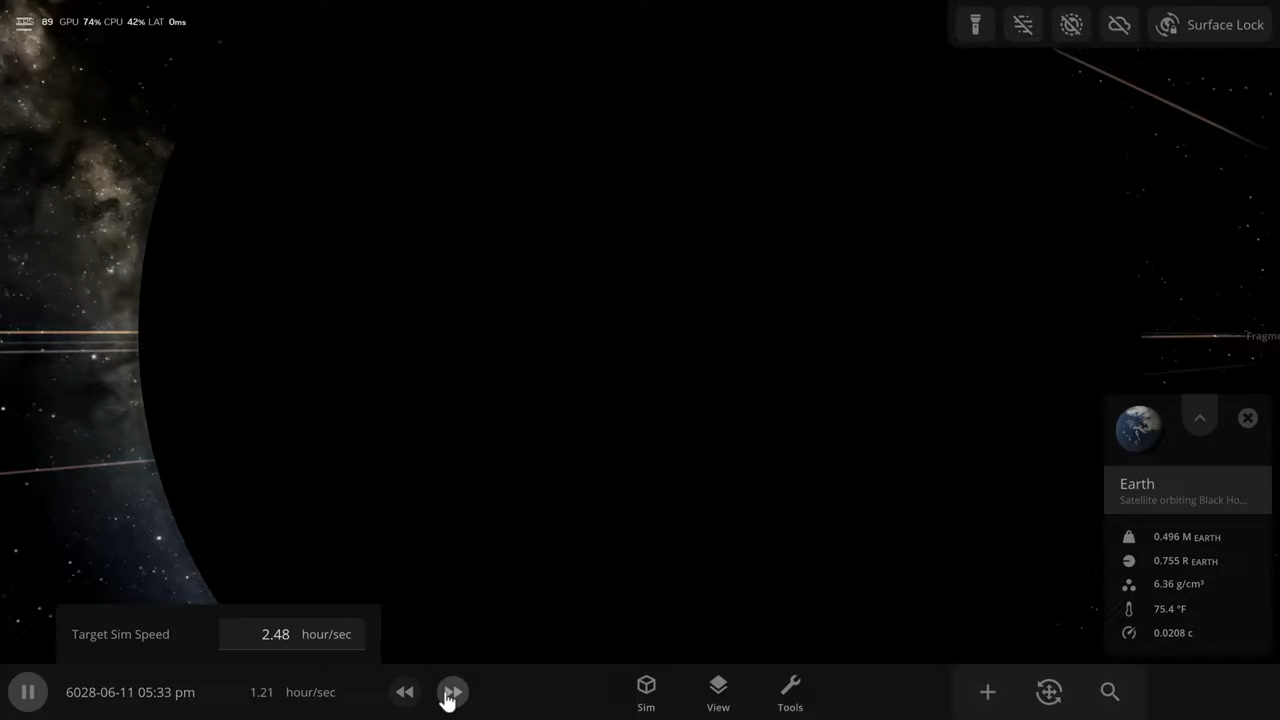 FPS 89 GPU 74% CPU 42% LAT 0ms
Surface Lock
Fragm
Earth
Satellite orbiting Black Ho...
0.496 M EARTH
0.755 R EARTH
6.36 g/cm³
75.4 °F
0.0208 c
Target Sim Speed 2.48 hour/sec
6028-06-11 05:33 pm 1.21 hour/sec
Sim View Tools